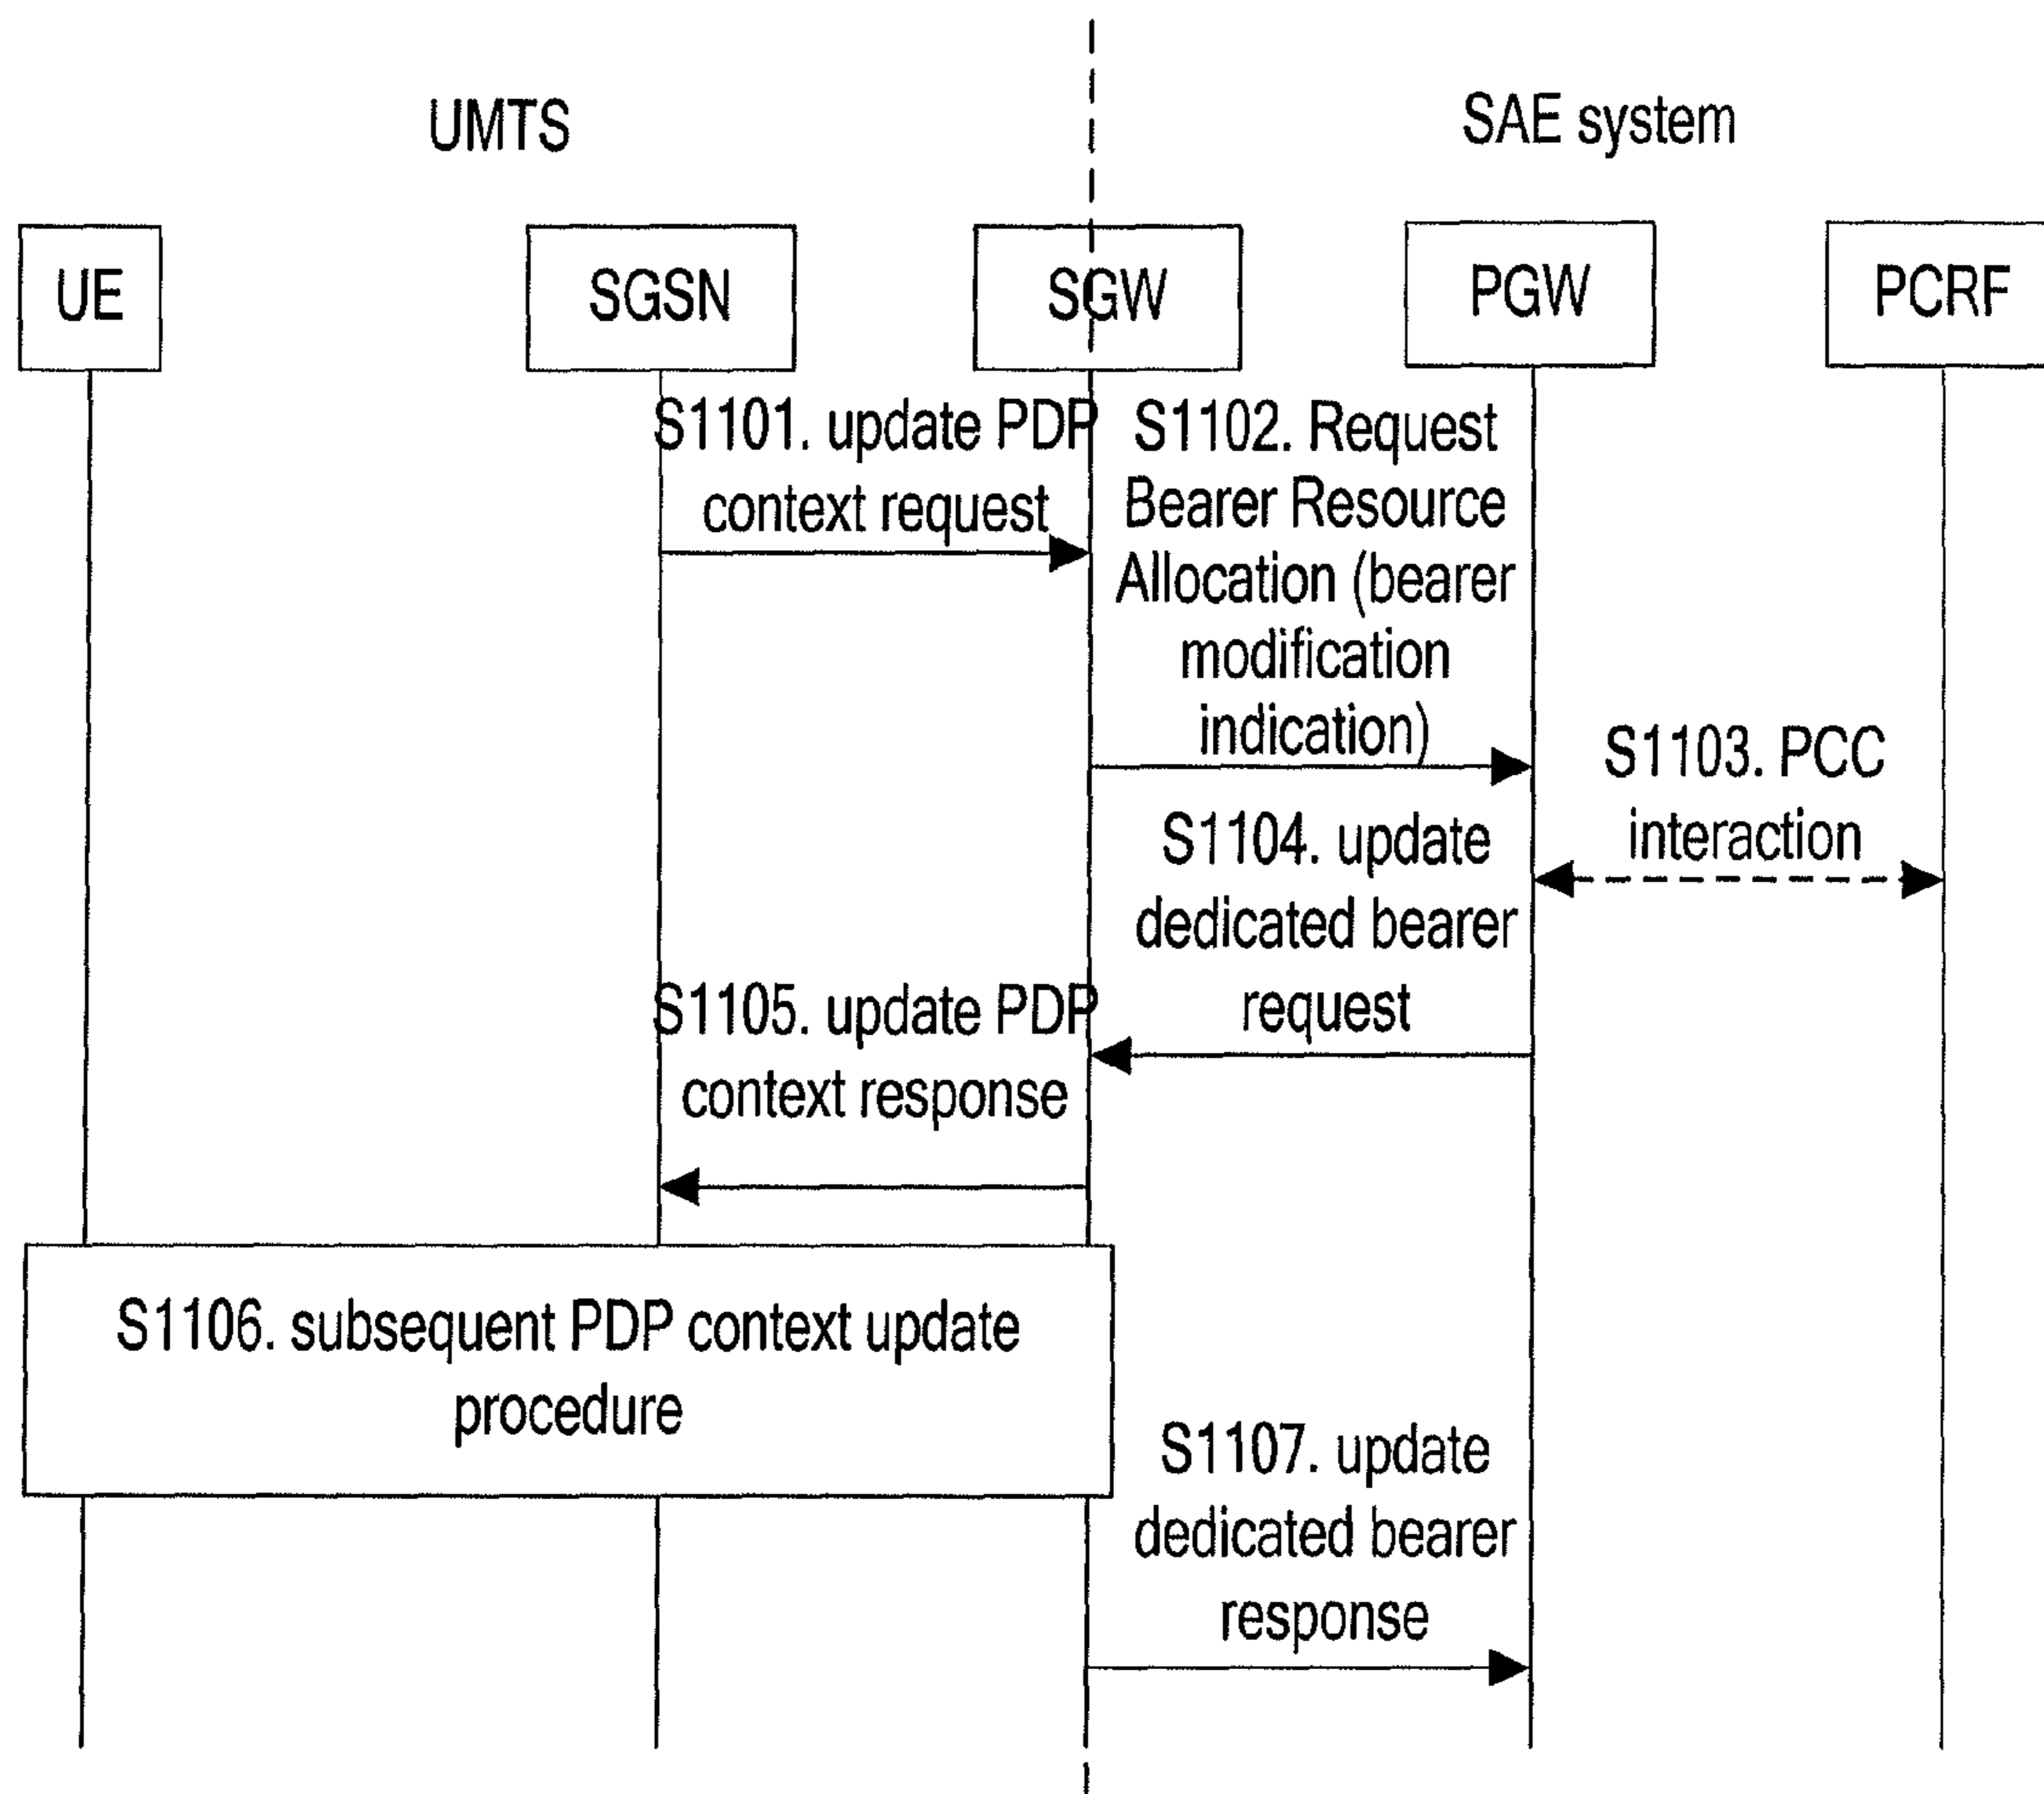 UMTS
SAE system
UE
SGSN
SGW
PGW
PCRF
S1101. update PDP
context request
S1102. Request
Bearer Resource
Allocation (bearer
modification
indication)
S1103. PCC
interaction
S1104. update
dedicated bearer
request
S1105. update PDP
context response
S1106. subsequent PDP context update
procedure
S1107. update
dedicated bearer
response